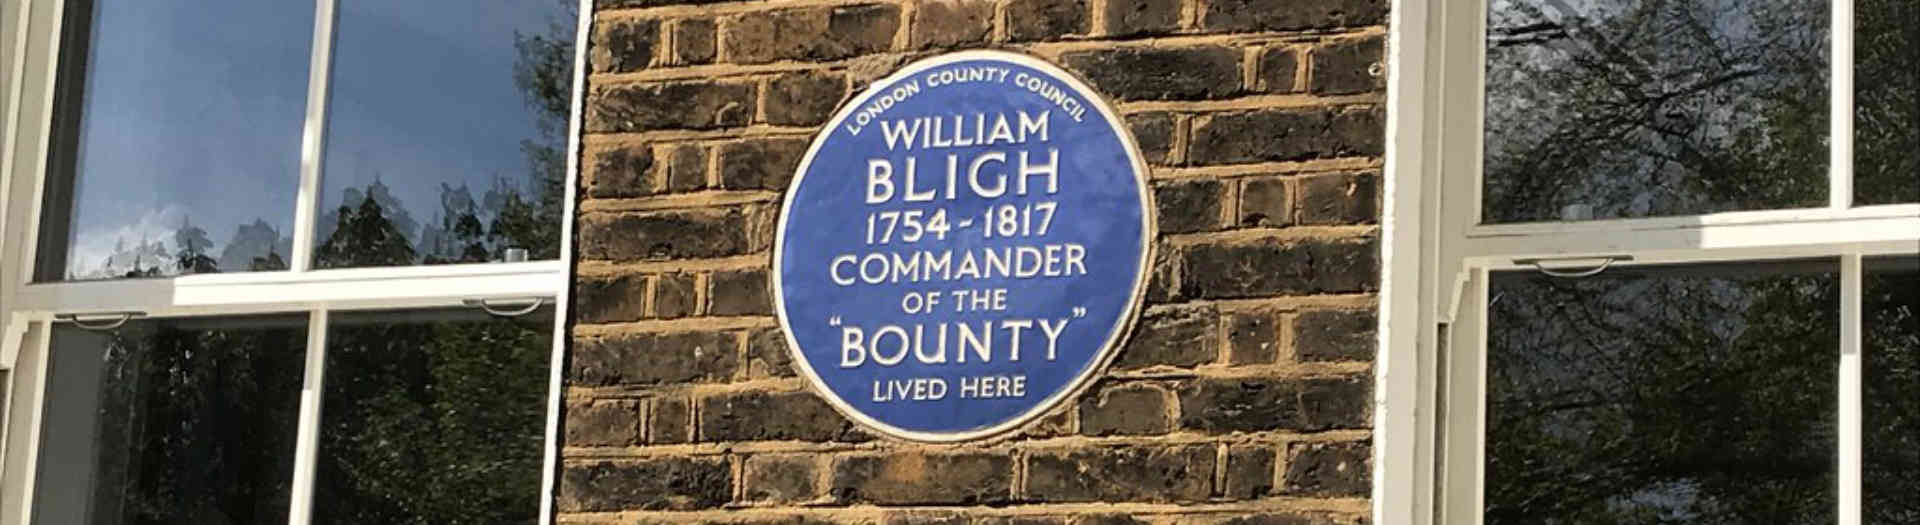 LONDON COUNTY COUNCIL
WILLIAM
BLIGH
1754-1817
COMMANDER
OF THE
"BOUNTY"
LIVED HERE